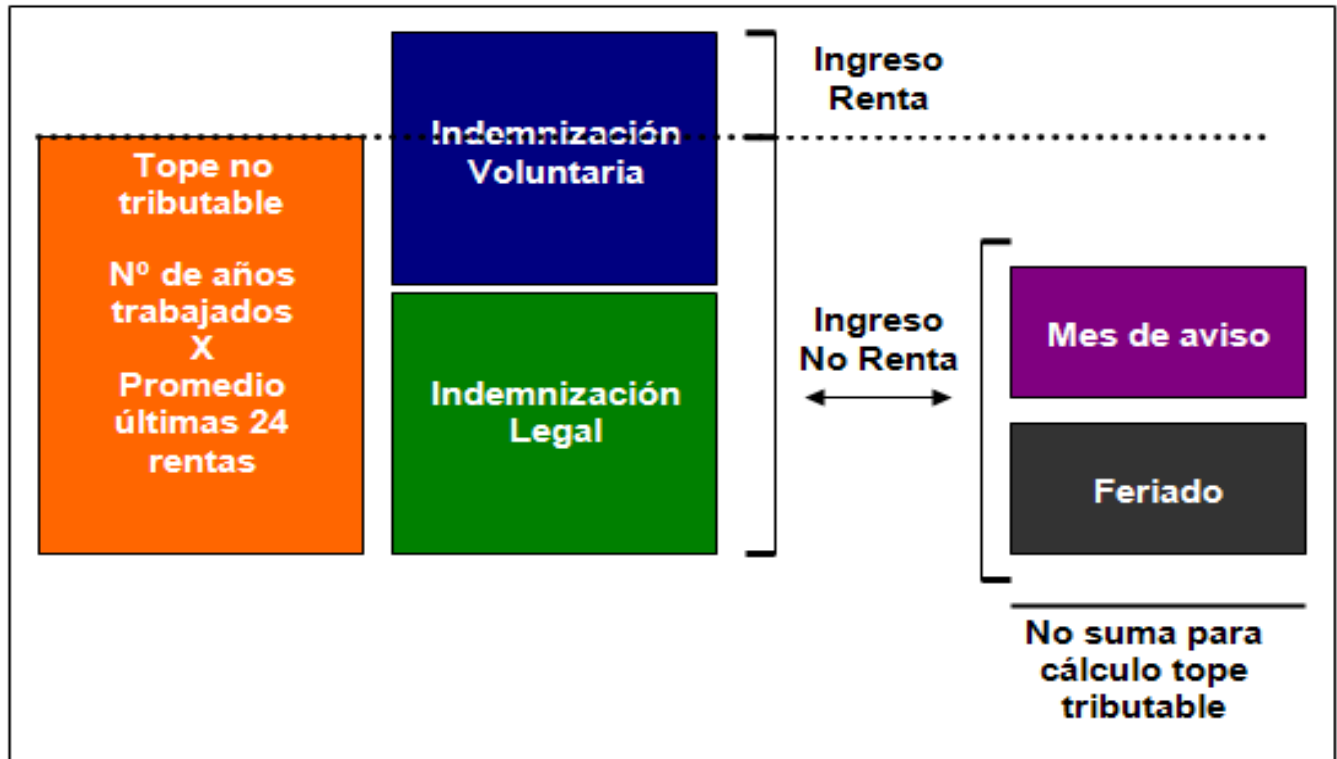 Tope no
tributable
Nº de años
trabajados
X
Promedio
últimas 24
rentas
Indemnización
Voluntaria
Indemnización
Legal
Ingreso
Renta
Ingreso
No Renta
Mes de aviso
Feriado
No suma para
cálculo tope
tributable